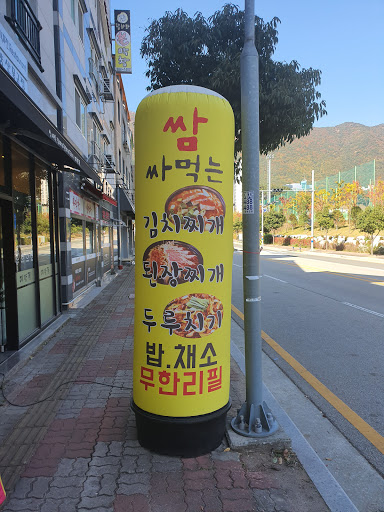 쌈
싸먹는
김치찌개
된장찌개
두루치기
밥.채소
무한리필